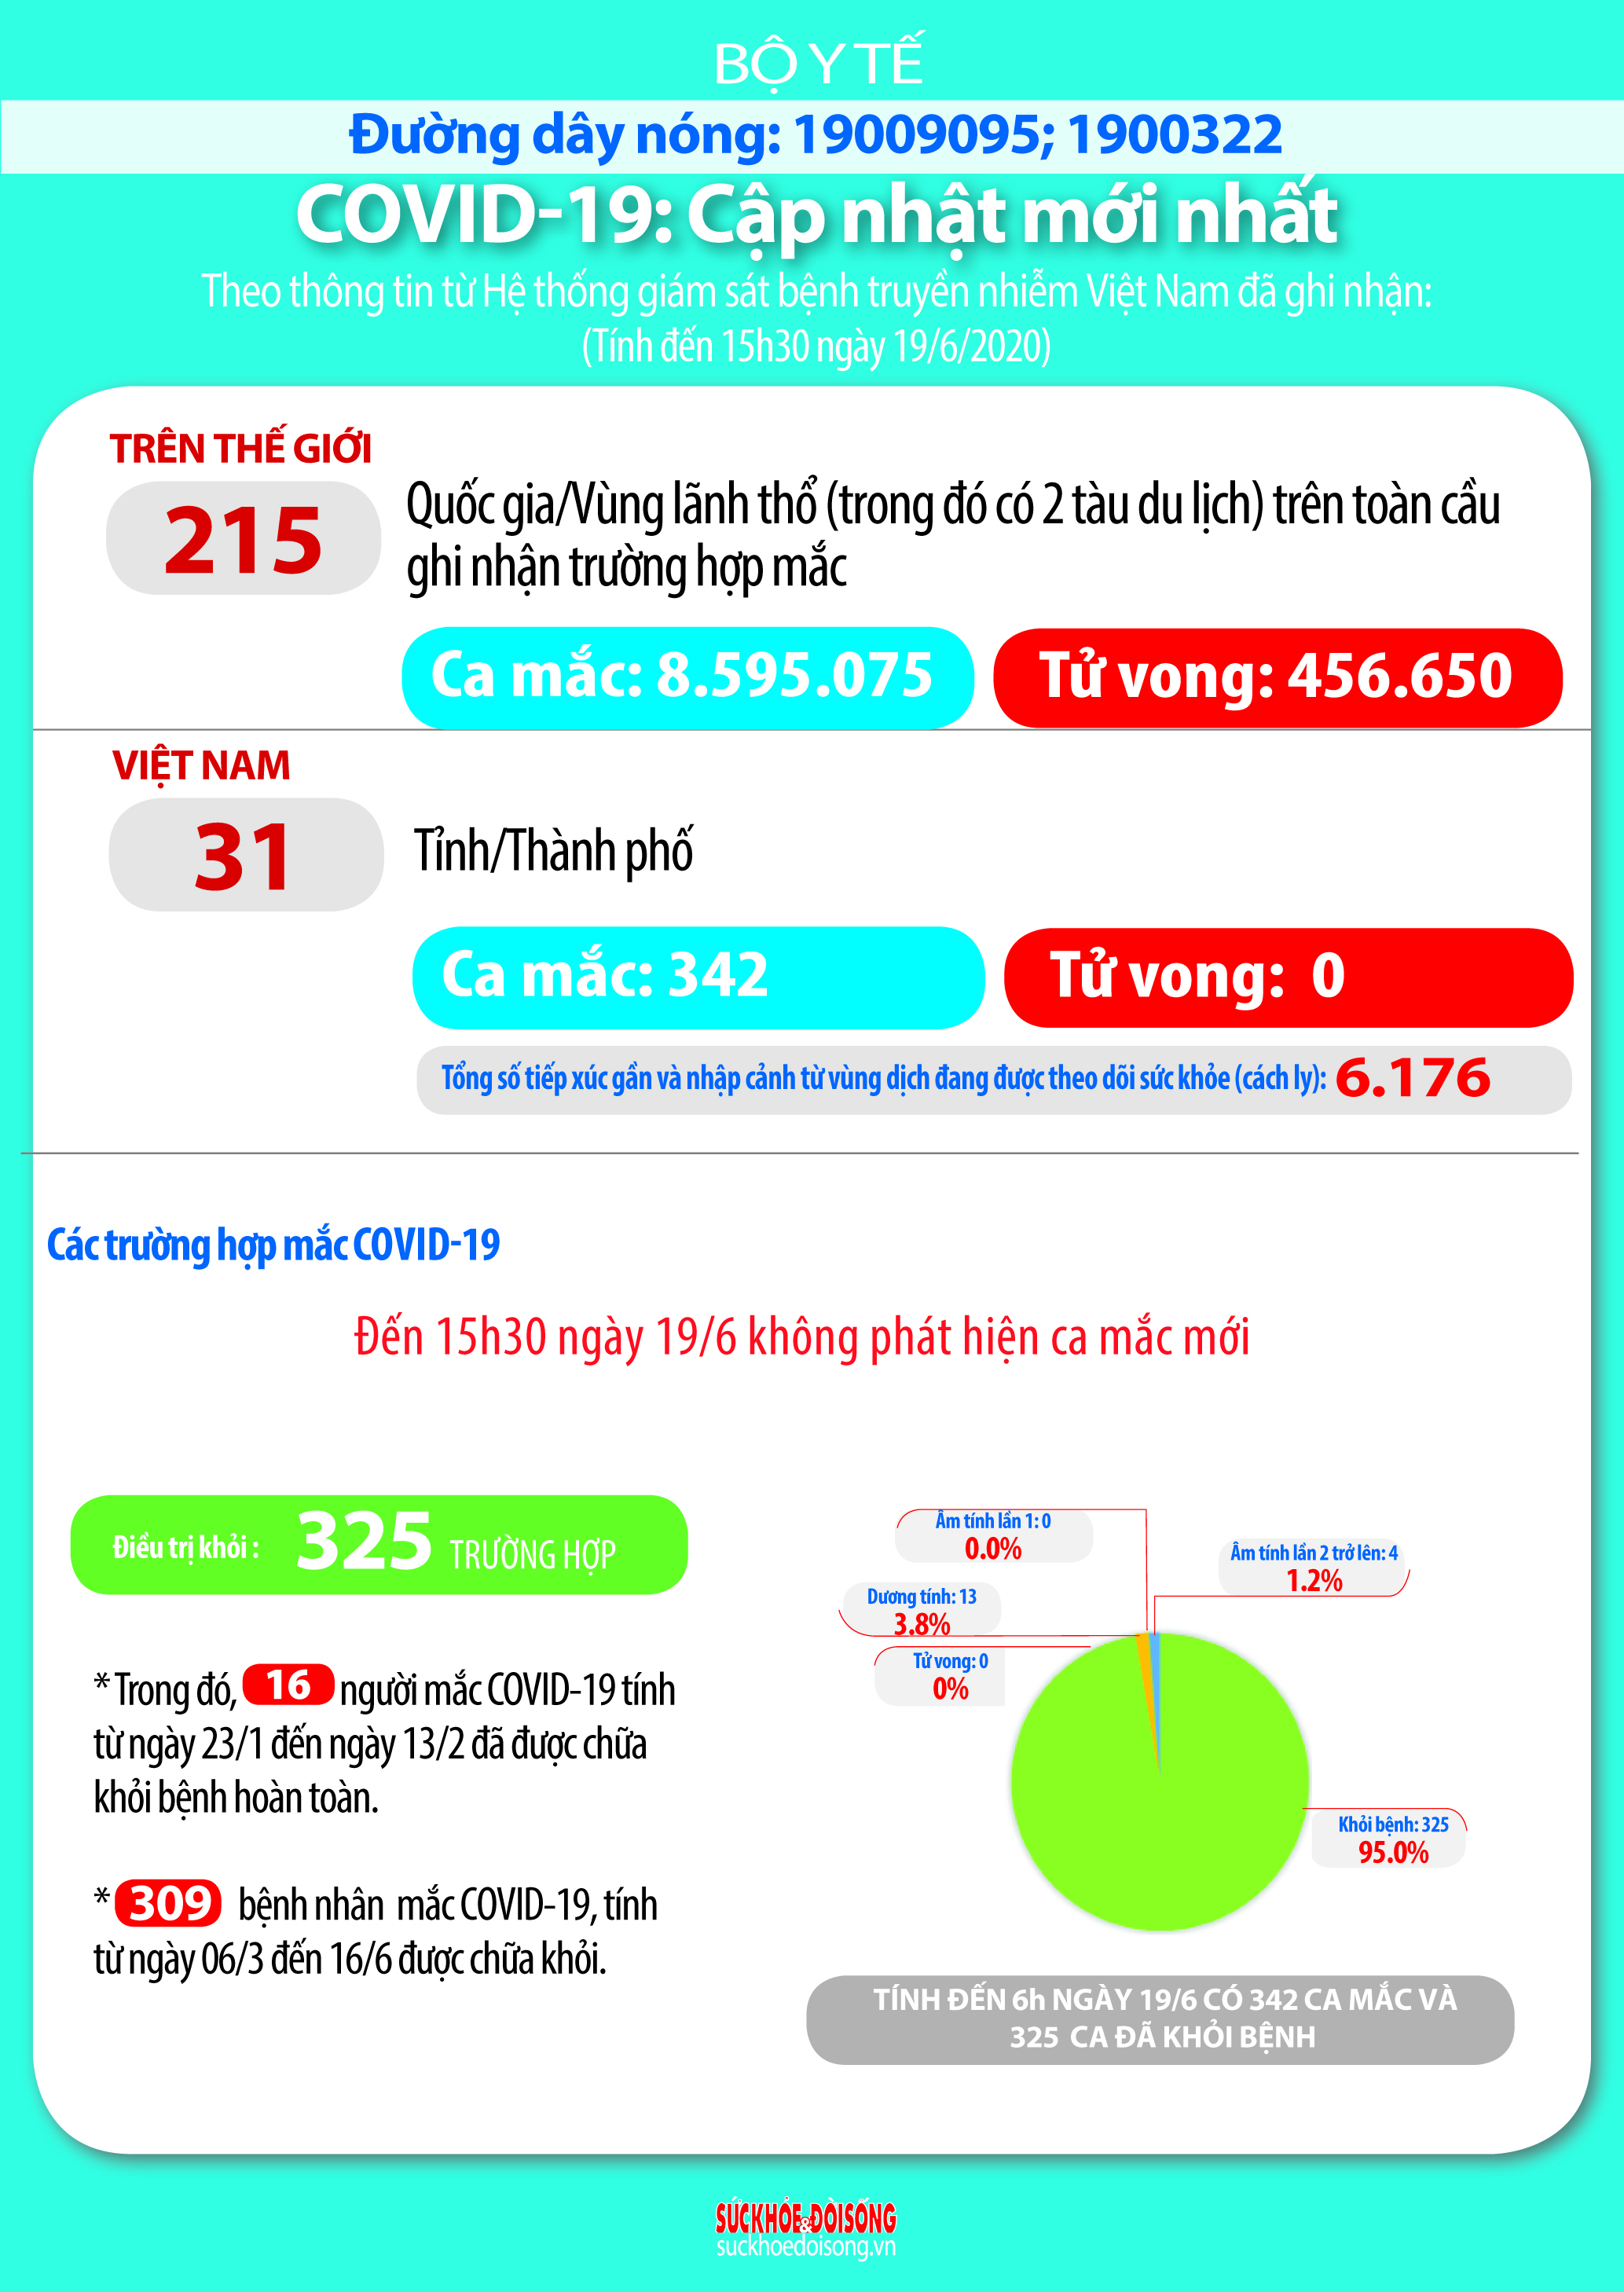 BỘ Y TẾ
Đường dây nóng: 19009095; 1900322
COVID-19: Cập nhật mới nhất
Theo thông tin từ Hệ thống giám sát bệnh truyền nhiễm Việt Nam đã ghi nhận:
(Tính đến 15h30 ngày 19/6/2020)
TRÊN THẾ GIỚI
215
Quốc gia/Vùng lãnh thổ (trong đó có 2 tàu du lịch) trên toàn cầu
ghi nhận trường hợp mắc
Ca mắc: 8.595.075
Tử vong: 456.650
VIỆT NAM
31
Tỉnh/Thành phố
Ca mắc: 342
Tử vong: 0
Tổng số tiếp xúc gần và nhập cảnh từ vùng dịch đang được theo dõi sức khỏe (cách ly): 6.176
Các trường hợp mắc COVID-19
Đến 15h30 ngày 19/6 không phát hiện ca mắc mới
Điều trị khỏi : 325 TRƯỜNG HỢP
* Trong đó, 16 người mắc COVID-19 tính
từ ngày 23/1 đến ngày 13/2 đã được chữa
khỏi bệnh hoàn toàn.
* 309 bệnh nhân mắc COVID-19, tính
từ ngày 06/3 đến 16/6 được chữa khỏi.
Âm tính lần 1: 0
0.0%
Âm tính lần 2 trở lên: 4
1.2%
Dương tính: 13
3.8%
Tử vong: 0
0%
Khỏi bệnh: 325
95.0%
TÍNH ĐẾN 6h NGÀY 19/6 CÓ 342 CA MẮC VÀ
325 CA ĐÃ KHỎI BỆNH
SỨC KHỎE & ĐỜI SỐNG
suckhoedoisong.vn